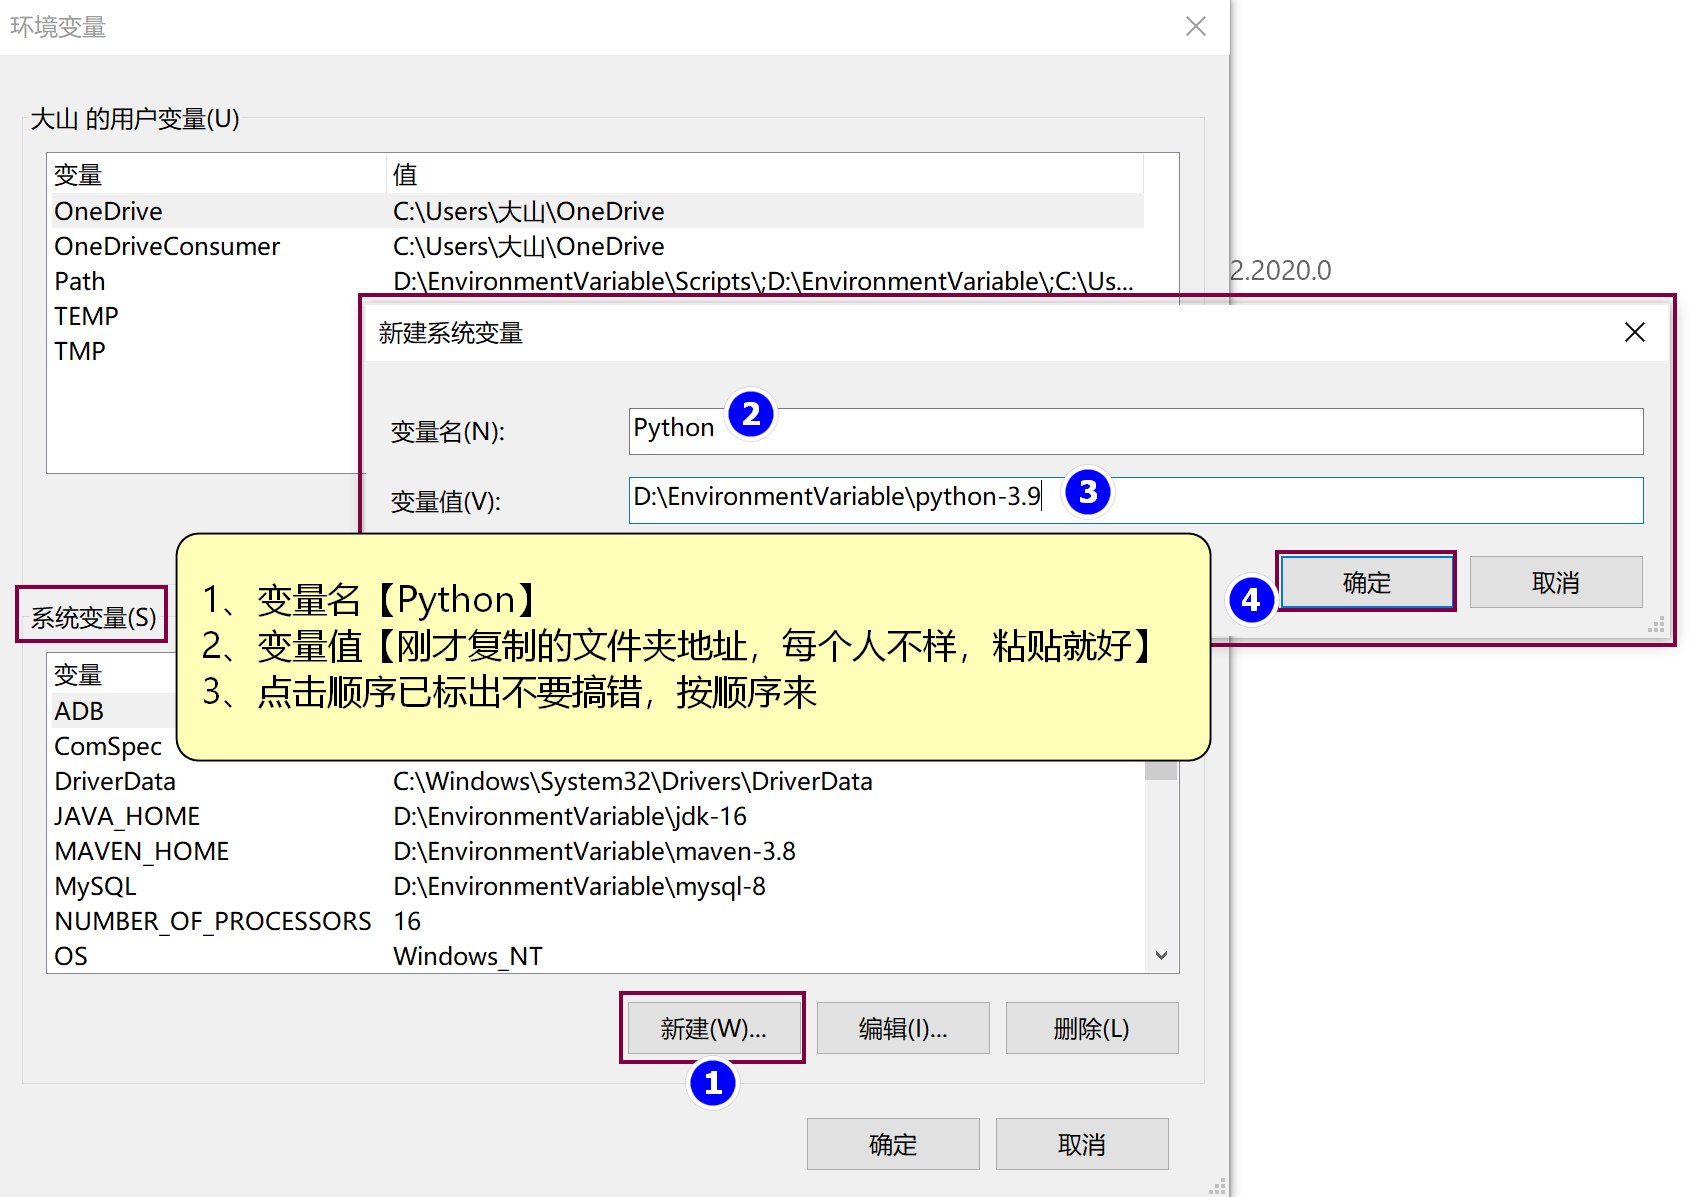 环境变量
大山 的用户变量(U)
变量 值
OneDrive C:\Users\大山\OneDrive
OneDriveConsumer C:\Users\大山\OneDrive
Path D:\EnvironmentVariable\Scripts\;D:\EnvironmentVariable\;C:\Us...
TEMP
TMP
2.2020.0
新建系统变量
变量名(N): Python 2
变量值(V): D:\EnvironmentVariable\python-3.9 3
4 确定 取消
1、变量名【Python】
2、变量值【刚才复制的文件夹地址，每个人不样，粘贴就好】
3、点击顺序已标出不要搞错，按顺序来
系统变量(S)
变量
ADB
ComSpec
DriverData C:\Windows\System32\Drivers\DriverData
JAVA_HOME D:\EnvironmentVariable\jdk-16
MAVEN_HOME D:\EnvironmentVariable\maven-3.8
MySQL D:\EnvironmentVariable\mysql-8
NUMBER_OF_PROCESSORS 16
OS Windows_NT
新建(W)... 编辑(I)... 删除(L)
1
确定 取消